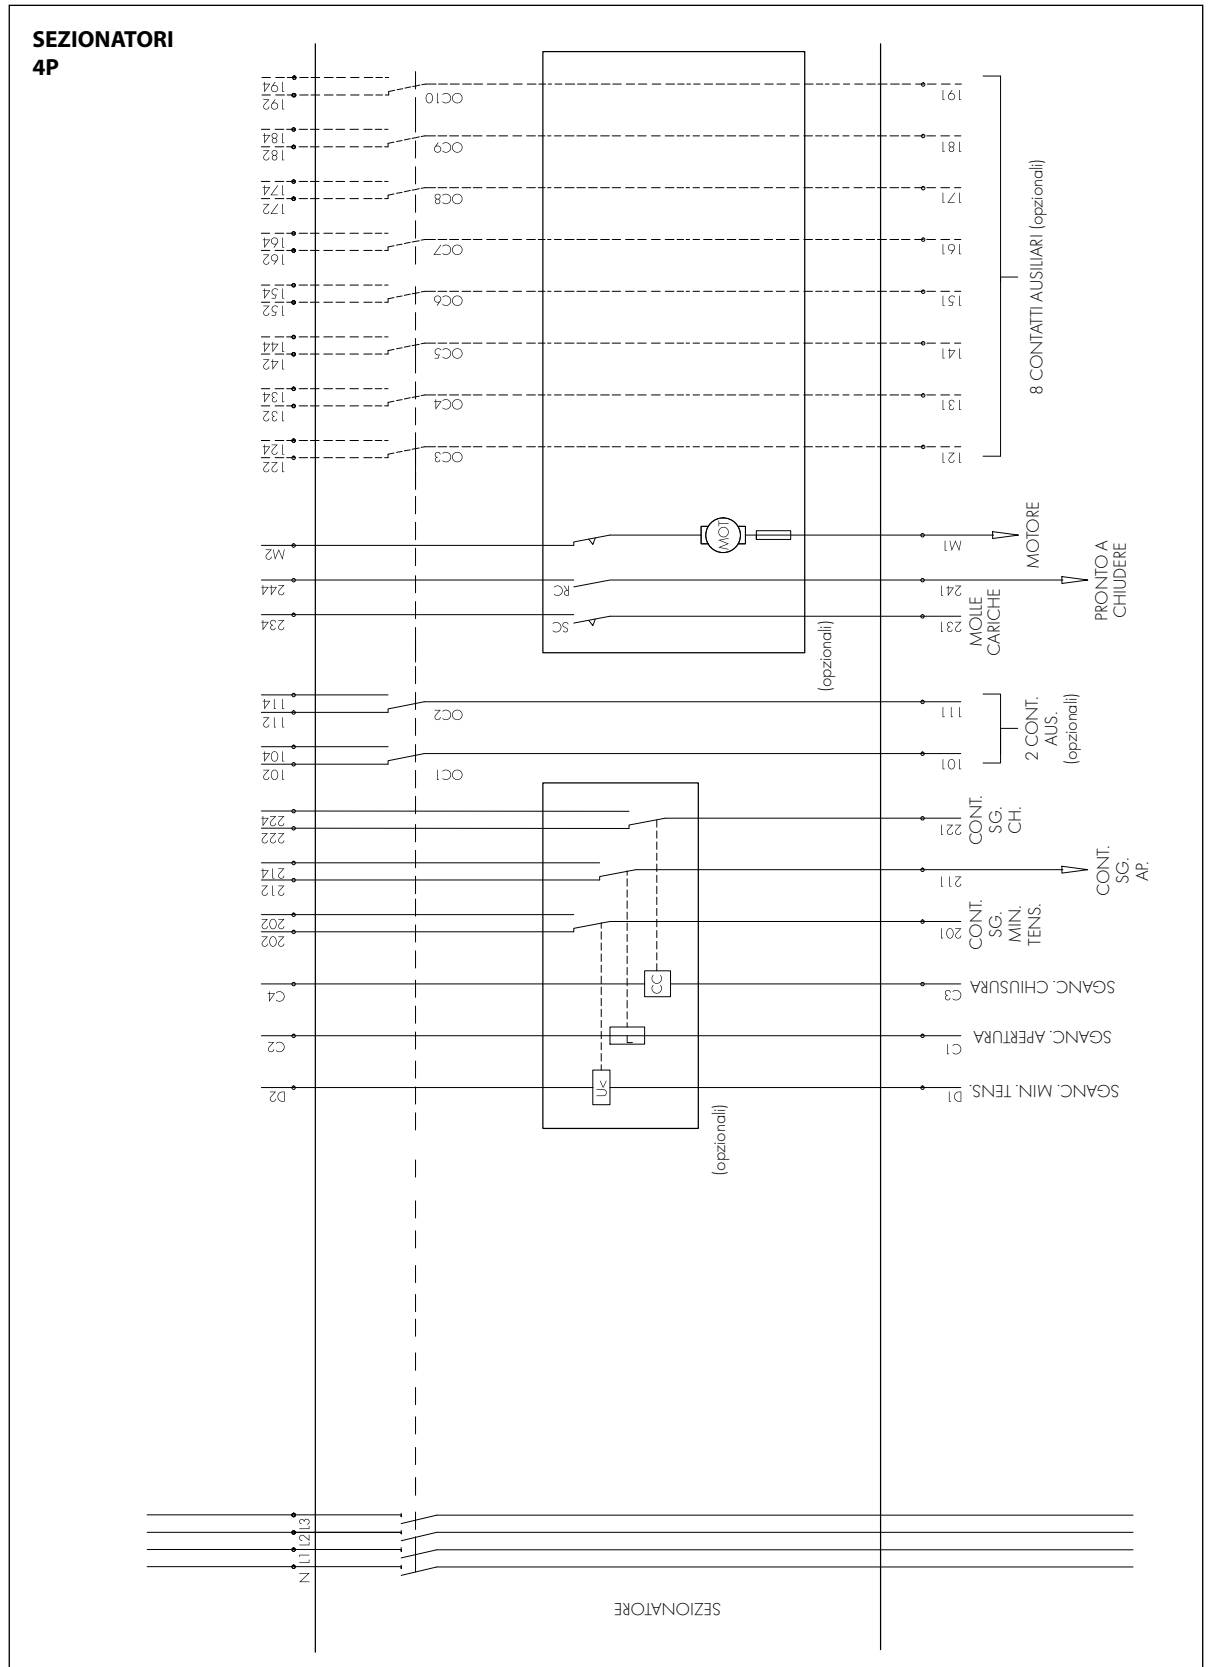 SEZIONATORI
4P
194
192
OC10
191
184
182
OC9
181
174
172
OC8
171
164
162
OC7
161
154
152
OC6
151
144
142
OC5
141
134
132
OC4
131
124
122
OC3
121
8 CONTATTI AUSILIARI (opzionali)
M2
MOT
M1
MOTORE
244
RC
241
PRONTO A
CHIUDERE
234
SC
231
MOLLE
CARICHE
(opzionali)
114
112
OC2
111
104
102
OC1
101
2 CONT.
AUS.
(opzionali)
224
222
221
CONT.
SG.
CH.
214
212
211
CONT.
SG.
AP.
202
202
201
CONT.
SG.
MIN.
TENS.
C4
CC
C3
SGANC. CHIUSURA
C2
L
C1
SGANC. APERTURA
D2
U<
D1
SGANC. MIN. TENS.
(opzionali)
L3
L2
L1
N
SEZIONATORE